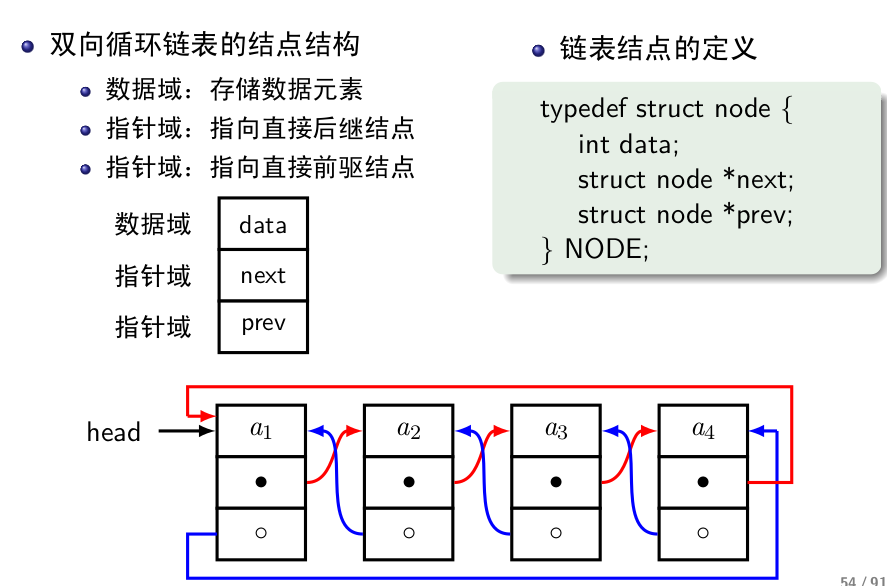 双向循环链表的结点结构
数据域：存储数据元素
指针域：指向直接后继结点
指针域：指向直接前驱结点
数据域 data
指针域 next
指针域 prev
链表结点的定义
typedef struct node {
int data;
struct node *next;
struct node *prev;
} NODE;
head a₁ a₂ a₃ a₄
54 / 91